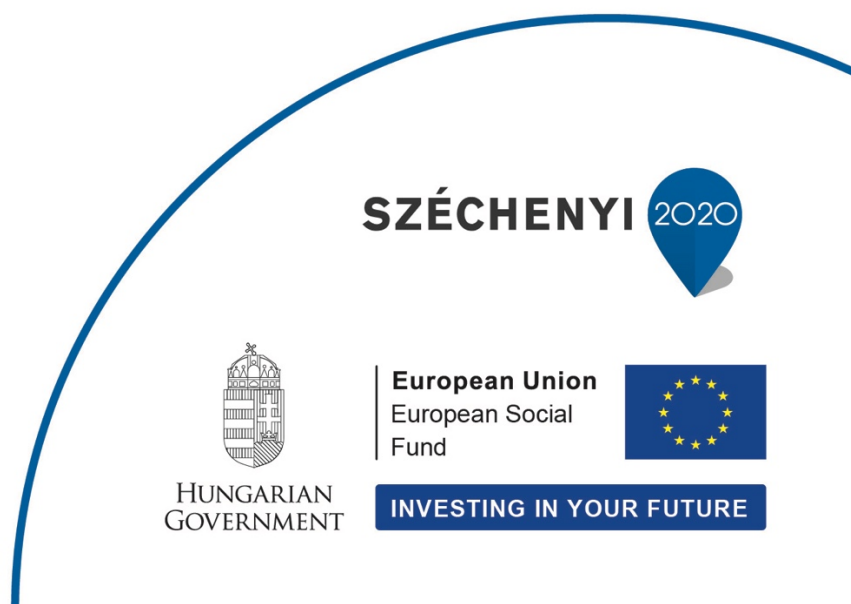 SZÉCHENYI 2020
HUNGARIAN
GOVERNMENT
European Union
European Social
Fund
INVESTING IN YOUR FUTURE